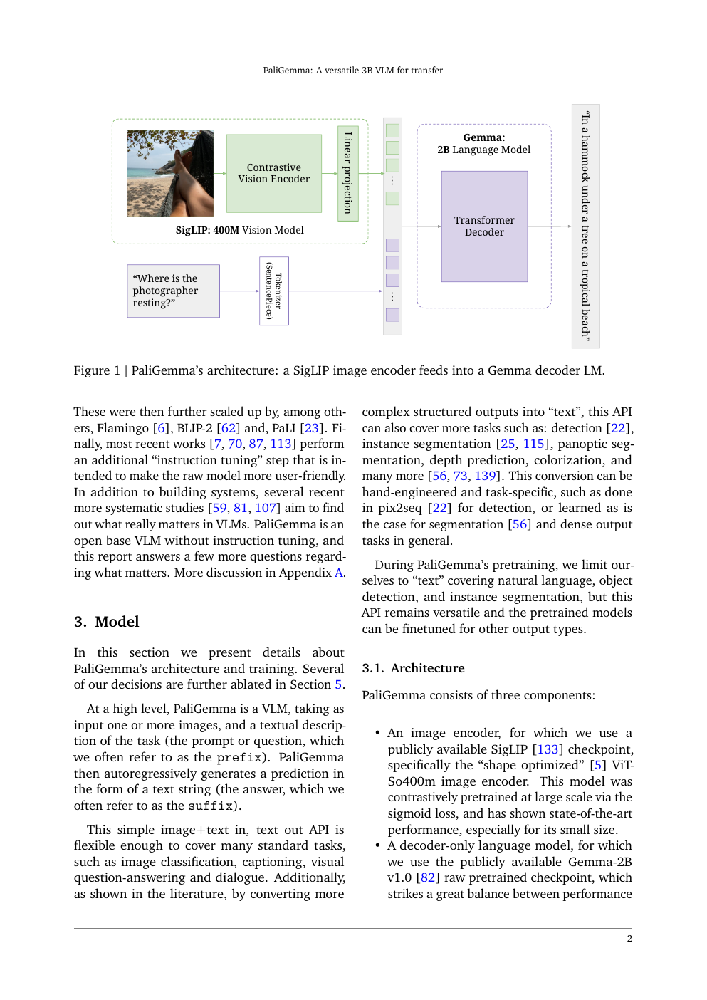 PaliGemma: A versatile 3B VLM for transfer
Contrastive
Vision Encoder
Linear projection
SigLIP: 400M Vision Model
“Where is the
photographer
resting?”
Tokenizer
(SentencePiece)
...
...
Gemma:
2B Language Model
Transformer
Decoder
“In a hammock under a tree on a tropical beach”
Figure 1 | PaliGemma’s architecture: a SigLIP image encoder feeds into a Gemma decoder LM.
These were then further scaled up by, among oth-
ers, Flamingo [6], BLIP-2 [62] and, PaLI [23]. Fi-
nally, most recent works [7, 70, 87, 113] perform
an additional “instruction tuning” step that is in-
tended to make the raw model more user-friendly.
In addition to building systems, several recent
more systematic studies [59, 81, 107] aim to find
out what really matters in VLMs. PaliGemma is an
open base VLM without instruction tuning, and
this report answers a few more questions regard-
ing what matters. More discussion in Appendix A.
3. Model
In this section we present details about
PaliGemma’s architecture and training. Several
of our decisions are further ablated in Section 5.
At a high level, PaliGemma is a VLM, taking as
input one or more images, and a textual descrip-
tion of the task (the prompt or question, which
we often refer to as the prefix). PaliGemma
then autoregressively generates a prediction in
the form of a text string (the answer, which we
often refer to as the suffix).
This simple image+text in, text out API is
flexible enough to cover many standard tasks,
such as image classification, captioning, visual
question-answering and dialogue. Additionally,
as shown in the literature, by converting more
complex structured outputs into “text”, this API
can also cover more tasks such as: detection [22],
instance segmentation [25, 115], panoptic seg-
mentation, depth prediction, colorization, and
many more [56, 73, 139]. This conversion can be
hand-engineered and task-specific, such as done
in pix2seq [22] for detection, or learned as is
the case for segmentation [56] and dense output
tasks in general.
During PaliGemma’s pretraining, we limit our-
selves to “text” covering natural language, object
detection, and instance segmentation, but this
API remains versatile and the pretrained models
can be finetuned for other output types.
3.1. Architecture
PaliGemma consists of three components:
• An image encoder, for which we use a
publicly available SigLIP [133] checkpoint,
specifically the “shape optimized” [5] ViT-
So400m image encoder. This model was
contrastively pretrained at large scale via the
sigmoid loss, and has shown state-of-the-art
performance, especially for its small size.
• A decoder-only language model, for which
we use the publicly available Gemma-2B
v1.0 [82] raw pretrained checkpoint, which
strikes a great balance between performance
2